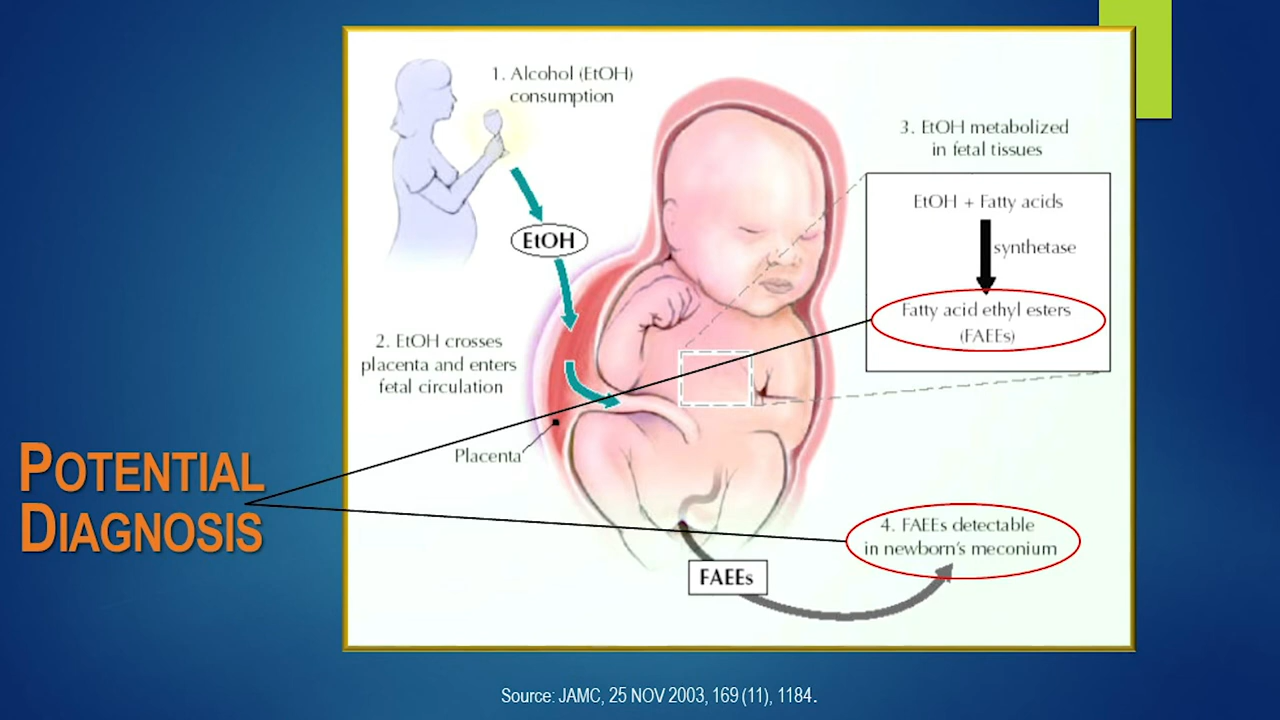 1. Alcohol (EtOH)
consumption
EtOH
2. EtOH crosses
placenta and enters
fetal circulation
Placenta
3. EtOH metabolized
in fetal tissues
EtOH + Fatty acids
synthetase
Fatty acid ethyl esters
(FAEEs)
4. FAEEs detectable
in newborn's meconium
FAEEs
POTENTIAL
DIAGNOSIS
Source: JAMC, 25 NOV 2003, 169 (11), 1184.